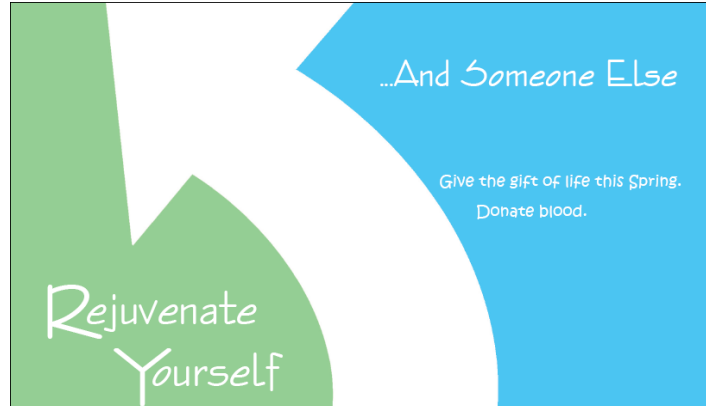 Rejuvenate
Yourself
...And Someone Else
Give the gift of life this Spring.
Donate blood.